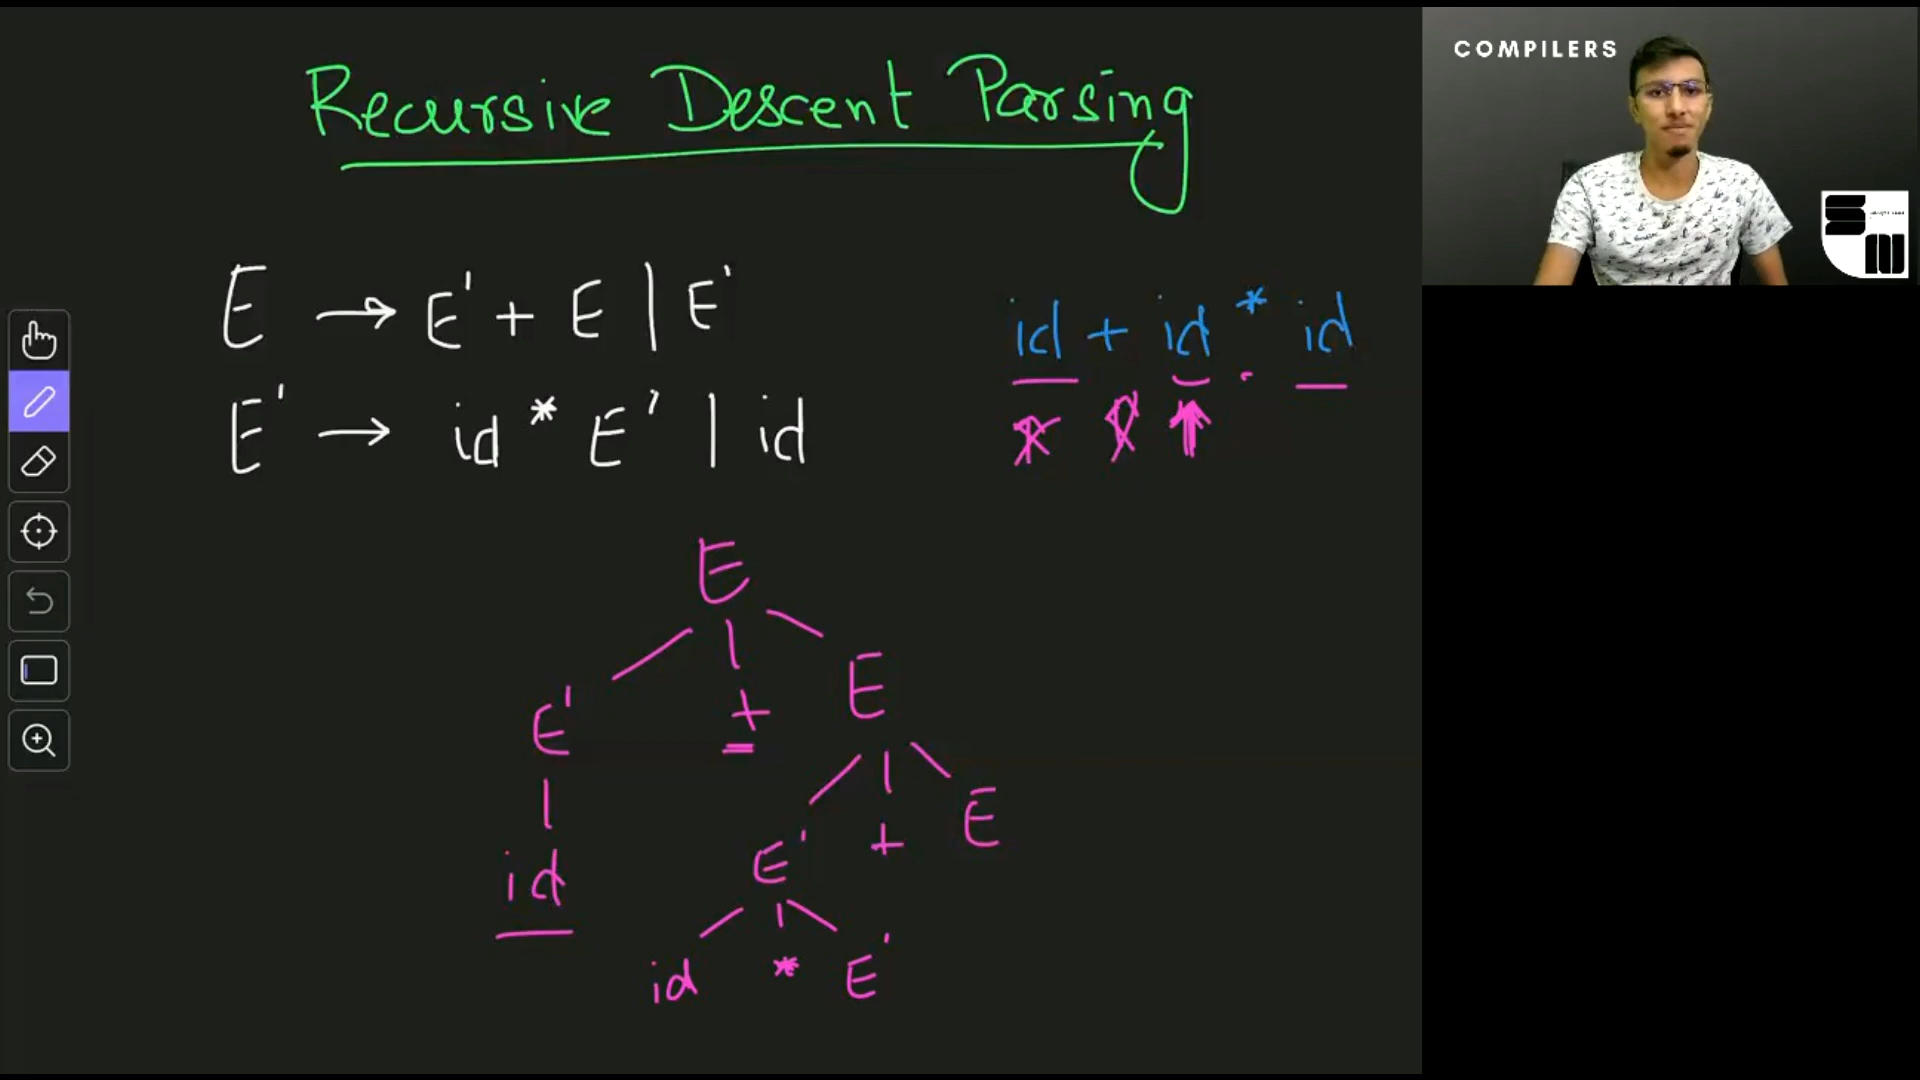 COMPILERS
Recursive Descent Parsing
E → E' + E | E'
id + id * id
E' → id * E' | id
E
E' + E
id
E' + E
id * E'